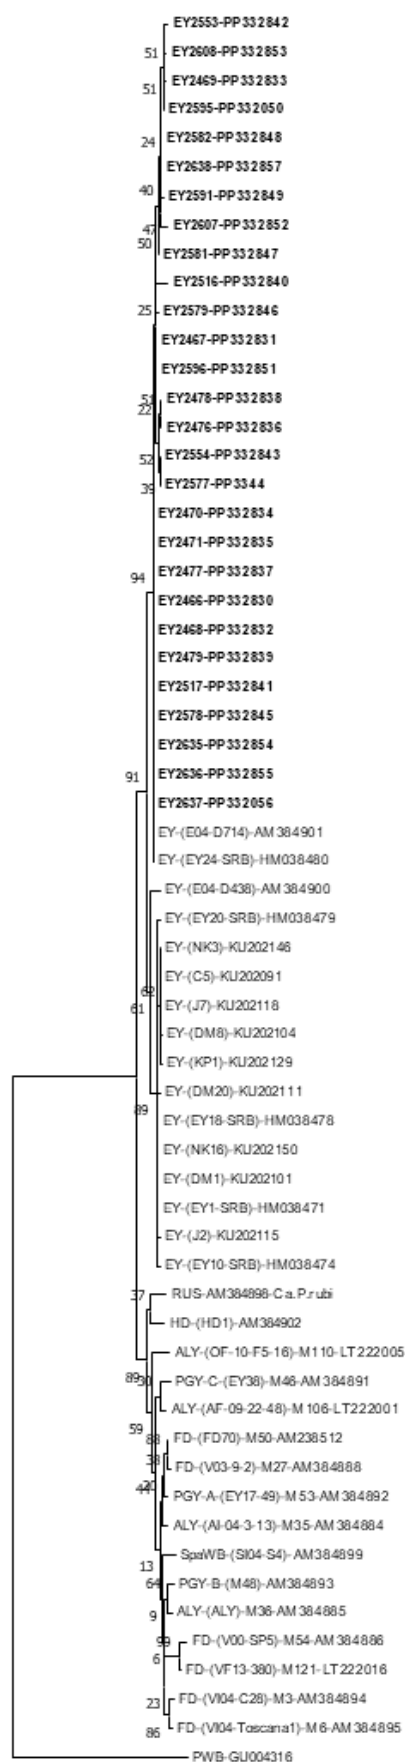 EY2553-PP332842
51
EY2608-PP332853
EY2469-PP332833
51
EY2595-PP332050
EY2582-PP332848
24
EY2638-PP332857
40
EY2591-PP332849
EY2607-PP332852
47
50
EY2581-PP332847
EY2516-PP332840
25
EY2579-PP332846
EY2467-PP332831
EY2596-PP332851
51
EY2478-PP332838
22
EY2476-PP332836
EY2554-PP332843
52
EY2577-PP3344
39
EY2470-PP332834
EY2471-PP332835
94
EY2477-PP332837
EY2466-PP332830
EY2468-PP332832
EY2479-PP332839
EY2517-PP332841
EY2578-PP332845
EY2635-PP332854
91
EY2636-PP332855
EY2637-PP332056
EY-(E04-D714)-AM384901
EY-(EY24-SRB)-HM038480
EY-(E04-D438)-AM384900
EY-(EY20-SRB)-HM038479
EY-(NK3)-KU202146
EY-(C5)-KU202091
62
61
EY-(J7)-KU202118
EY-(DM8)-KU202104
EY-(KP1)-KU202129
EY-(DM20)-KU202111
89
EY-(EY18-SRB)-HM038478
EY-(NK16)-KU202150
EY-(DM1)-KU202101
EY-(EY1-SRB)-HM038471
EY-(J2)-KU202115
EY-(EY10-SRB)-HM038474
37
RUS-AM384898-Ca.P.rubi
HD-(HD1)-AM384902
ALY-(OF-10-F5-16)-M110-LT222005
89
30
PGY-C-(EY38)-M46-AM384891
ALY-(AF-09-22-48)-M106-LT222001
59
88
FD-(FD70)-M50-AM238512
38
FD-(V03-9-2)-M27-AM384888
PGY-A-(EY17-49)-M53-AM384892
ALY-(AI-04-3-13)-M35-AM384884
SpaWB-(SI04-S4)-AM384899
13
64
PGY-B-(M48)-AM384893
9
ALY-(ALY)-M36-AM384885
99
FD-(V00-SP5)-M54-AM384886
6
FD-(VF13-380)-M121-LT222016
23
FD-(VI04-C28)-M3-AM384894
86
FD-(VI04-Toscana1)-M6-AM384895
PWB-GU004316